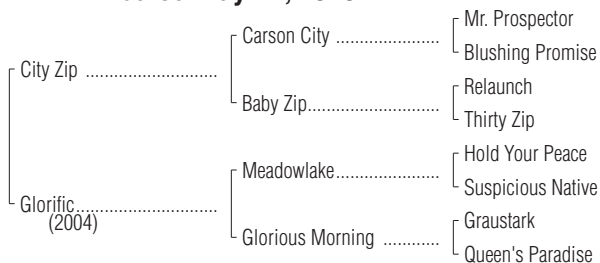 Carson City
Mr. Prospector
Blushing Promise
City Zip
Baby Zip
Relaunch
Thirty Zip
Glorific
(2004)
Meadowlake
Hold Your Peace
Suspicious Native
Glorious Morning
Graustark
Queen's Paradise